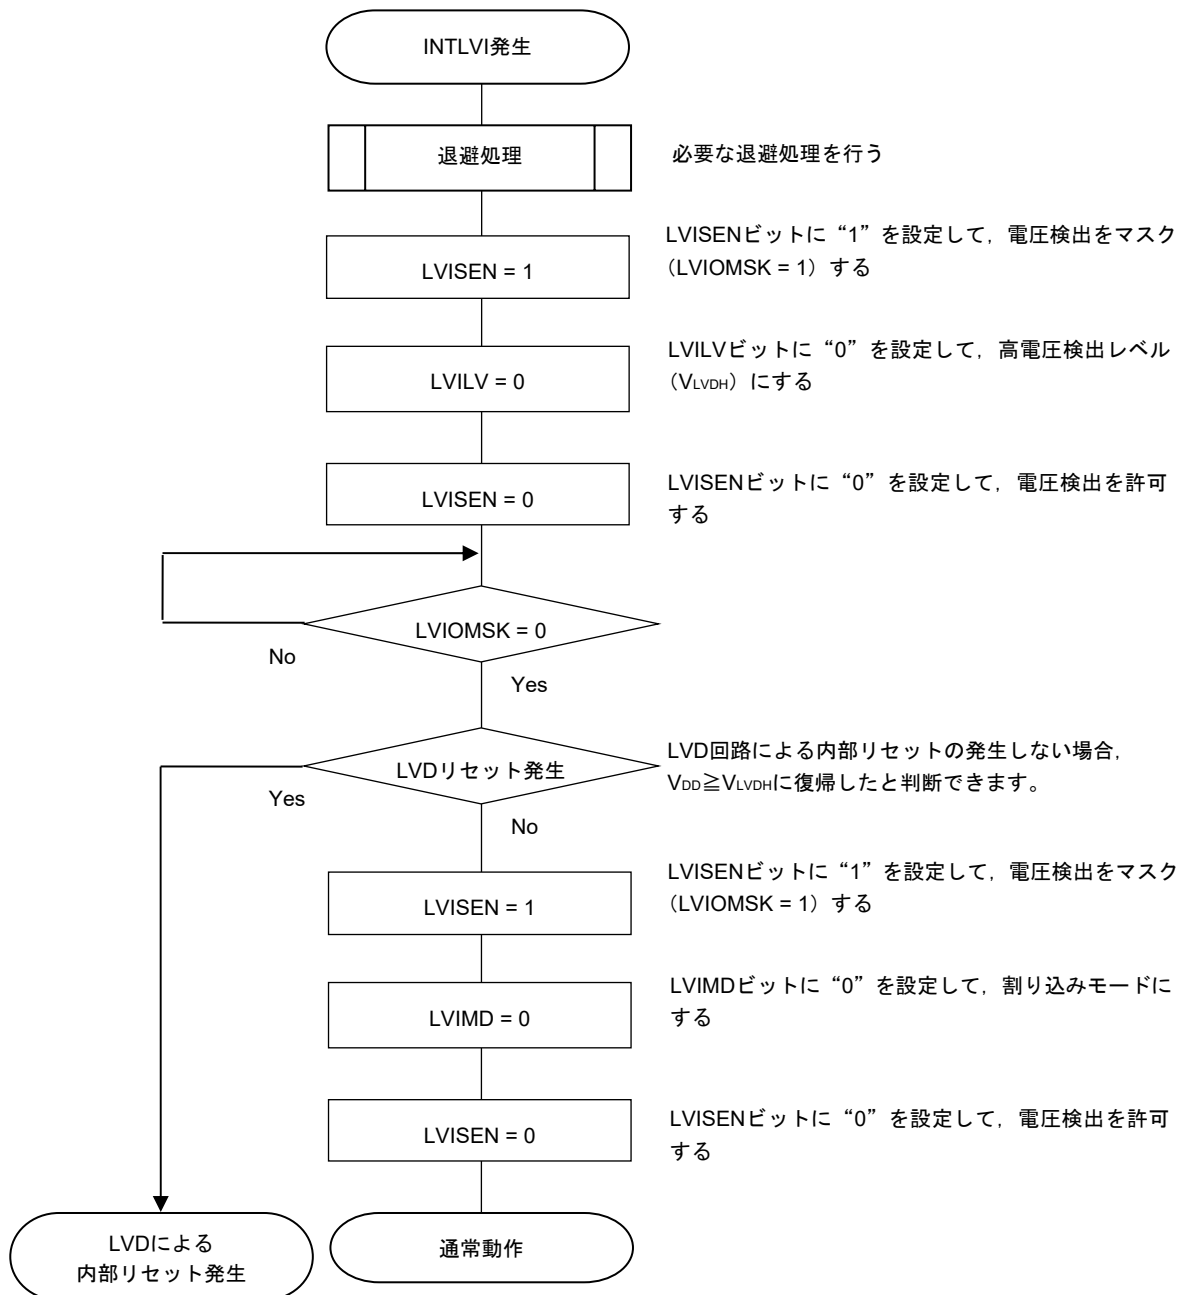 INTLVI発生
退避処理
必要な退避処理を行う
LVISEN = 1
LVISENビットに“1”を設定して，電圧検出をマスク
（LVIOMSK = 1）する
LVILV = 0
LVILVビットに“0”を設定して，高電圧検出レベル
（VLVDH）にする
LVISEN = 0
LVISENビットに“0”を設定して，電圧検出を許可
する
LVIOMSK = 0
No
Yes
LVDリセット発生
LVD回路による内部リセットの発生しない場合，
VDD≧VLVDHに復帰したと判断できます。
Yes
No
LVISEN = 1
LVISENビットに“1”を設定して，電圧検出をマスク
（LVIOMSK = 1）する
LVIMD = 0
LVIMDビットに“0”を設定して，割り込みモードに
する
LVISEN = 0
LVISENビットに“0”を設定して，電圧検出を許可
する
LVDによる
内部リセット発生
通常動作